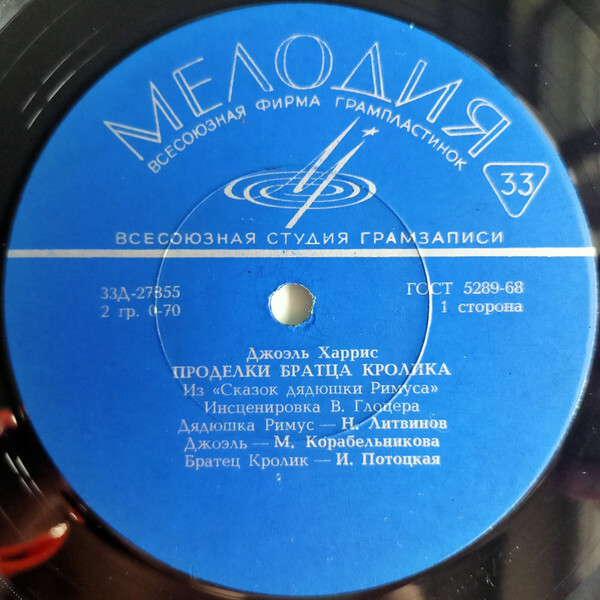 МЕЛОДИЯ
ВСЕСОЮЗНАЯ ФИРМА ГРАМПЛАСТИНОК
33
ВСЕСОЮЗНАЯ СТУДИЯ ГРАМЗАПИСИ
33Д-27855 ГОСТ 5289-68
2 гр. 0-70 1 сторона
Джоэль Харрис
ПРОДЕЛКИ БРАТЦА КРОЛИКА
Из «Сказок дядюшки Римуса»
Инсценировка В. Глоцера
Дядюшка Римус — Н. Литвинов
Джоэль — М. Корабельникова
Братец Кролик — И. Потоцкая